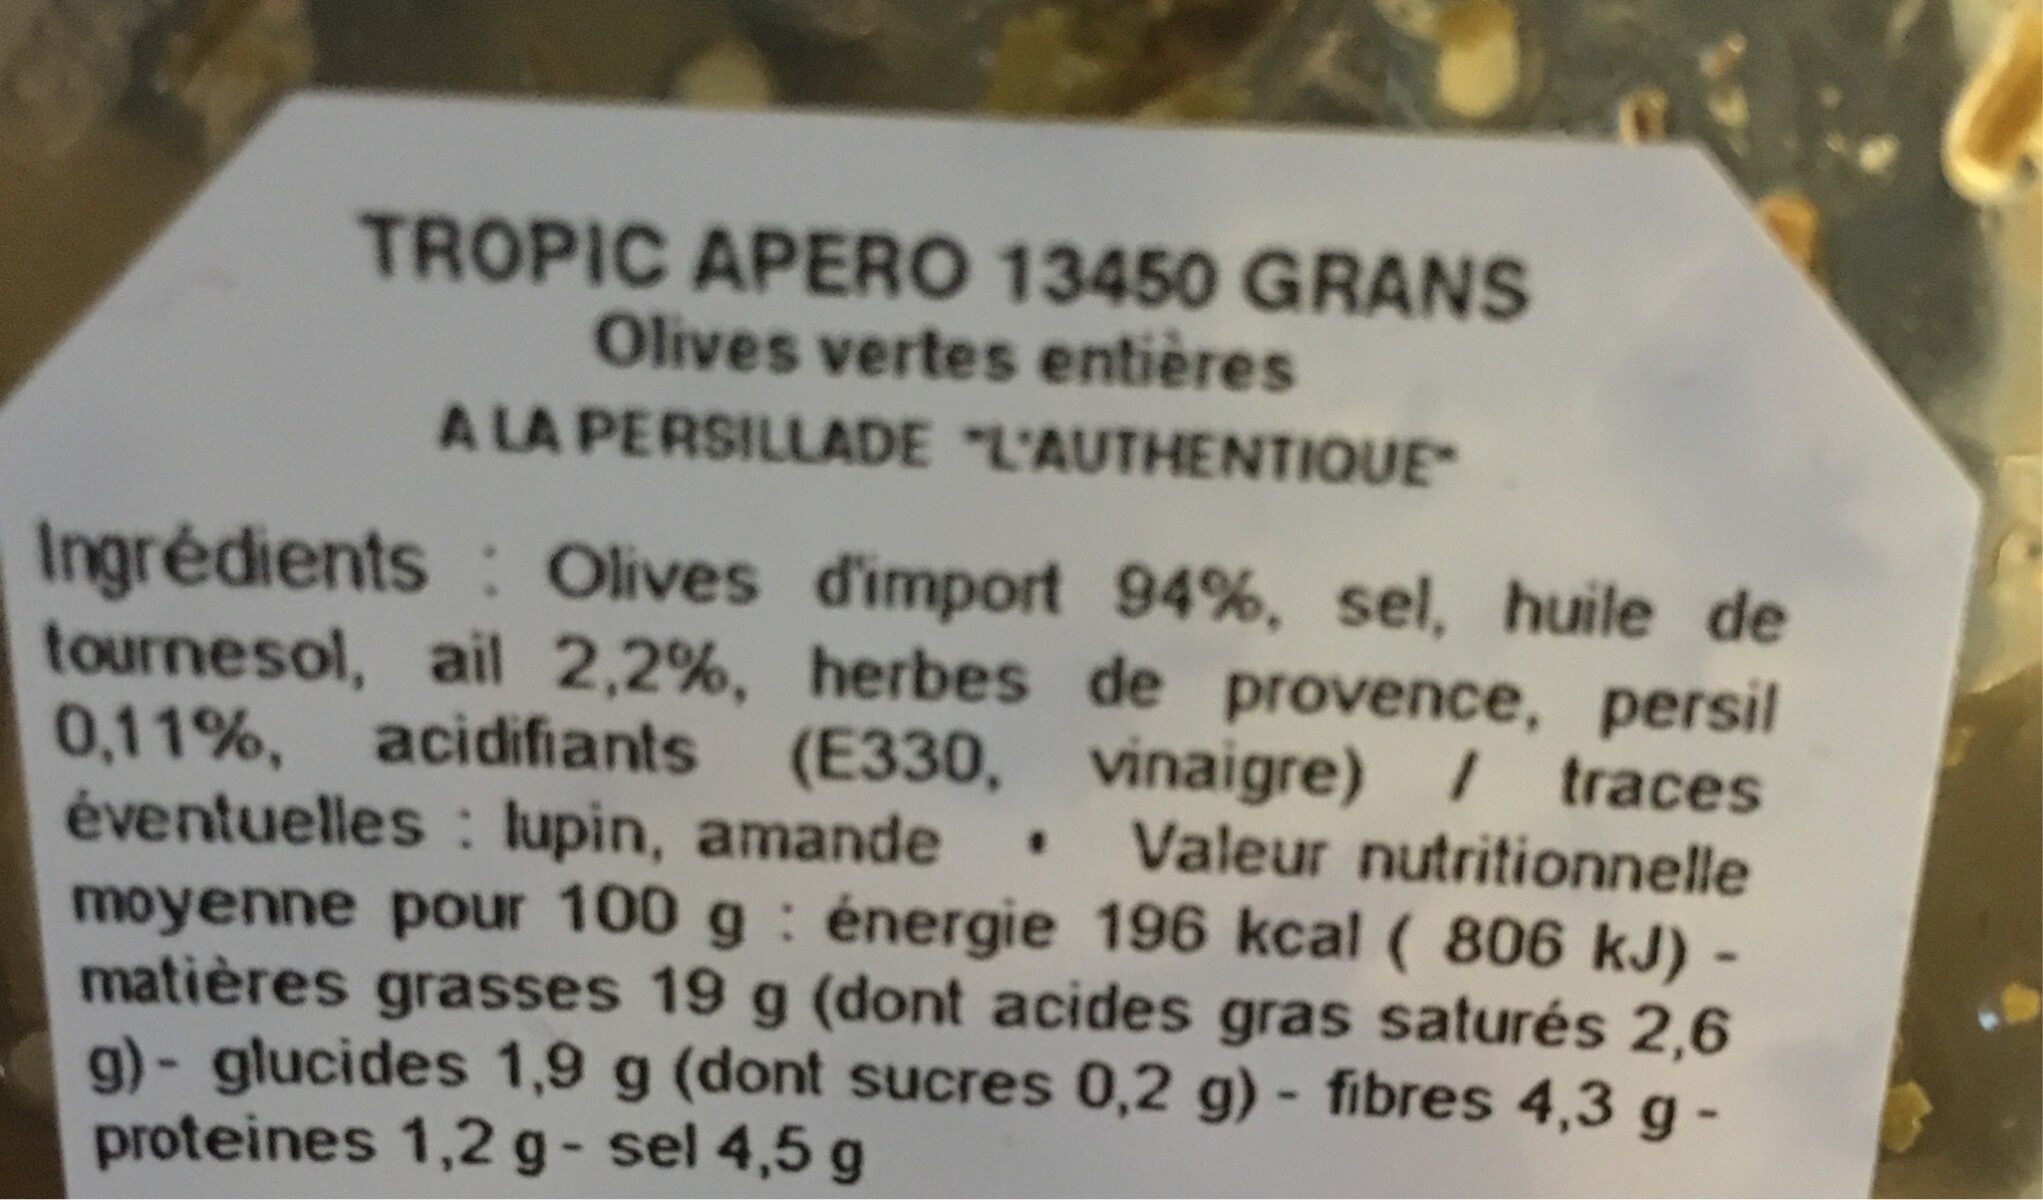 TROPIC APERO 13450 GRANS
Olives vertes entières
A LA PERSILLADE "L'AUTHENTIQUE"
Ingrédients : Olives d'import 94%, sel, huile de
tournesol, ail 2,2%, herbes de provence, persil
0,11%, acidifiants (E330, vinaigre) / traces
éventuelles : lupin, amande • Valeur nutritionnelle
moyenne pour 100 g : énergie 196 kcal ( 806 kJ) -
matières grasses 19 g (dont acides gras saturés 2,6
g) - glucides 1,9 g (dont sucres 0,2 g) - fibres 4,3 g -
proteines 1,2 g - sel 4,5 g